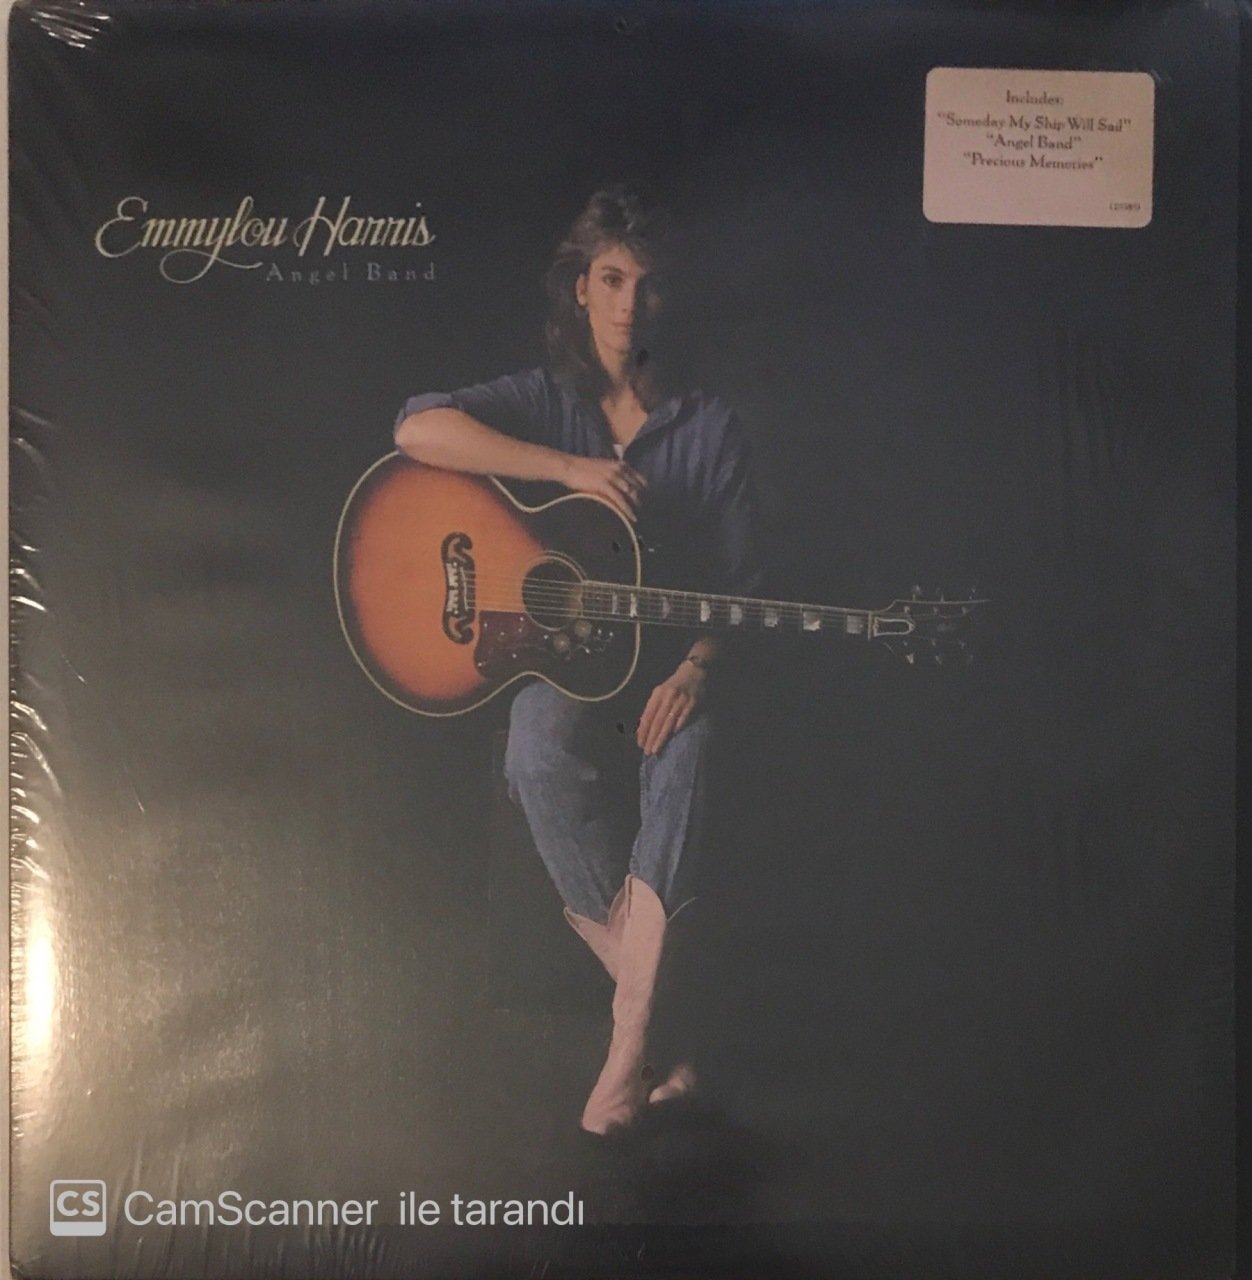 Includes:
"Someday My Ship Will Sail"
"Angel Band"
"Precious Memories"
Emmylou Harris
Angel Band
CS CamScanner ile tarandı